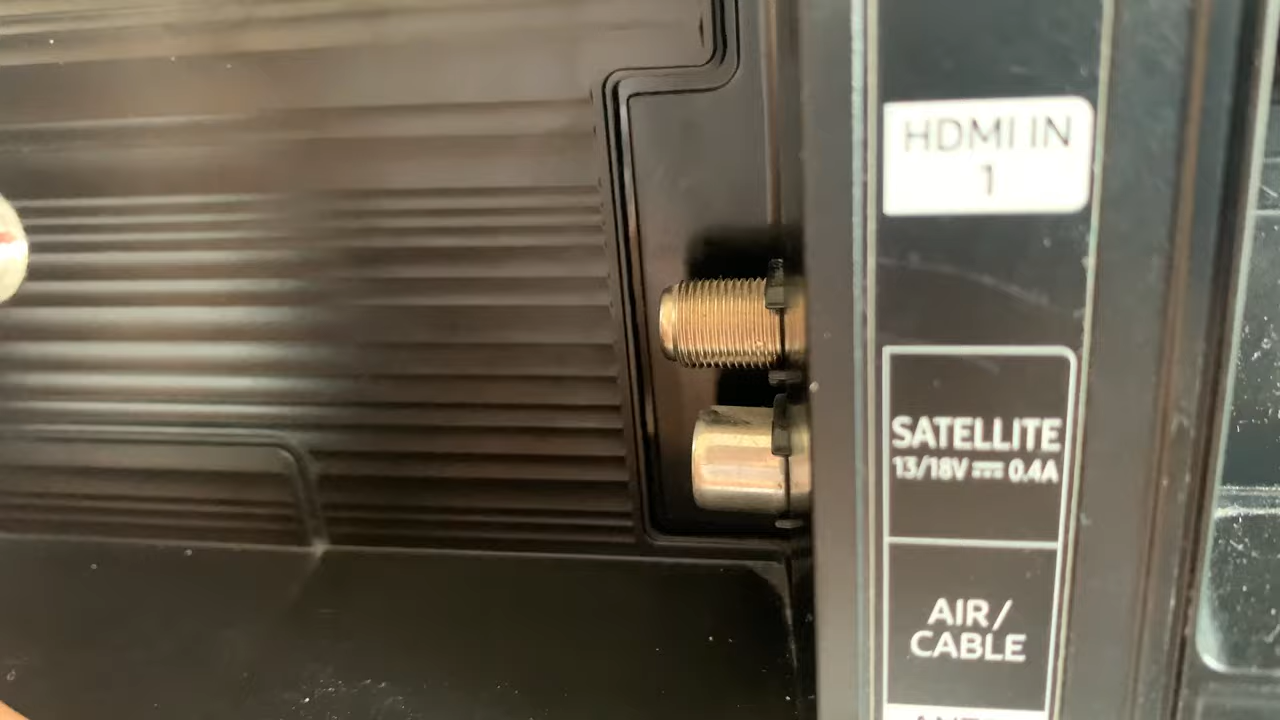 HDMI IN
1
SATELLITE
13/18V ⎓ 0.4A
AIR/
CABLE